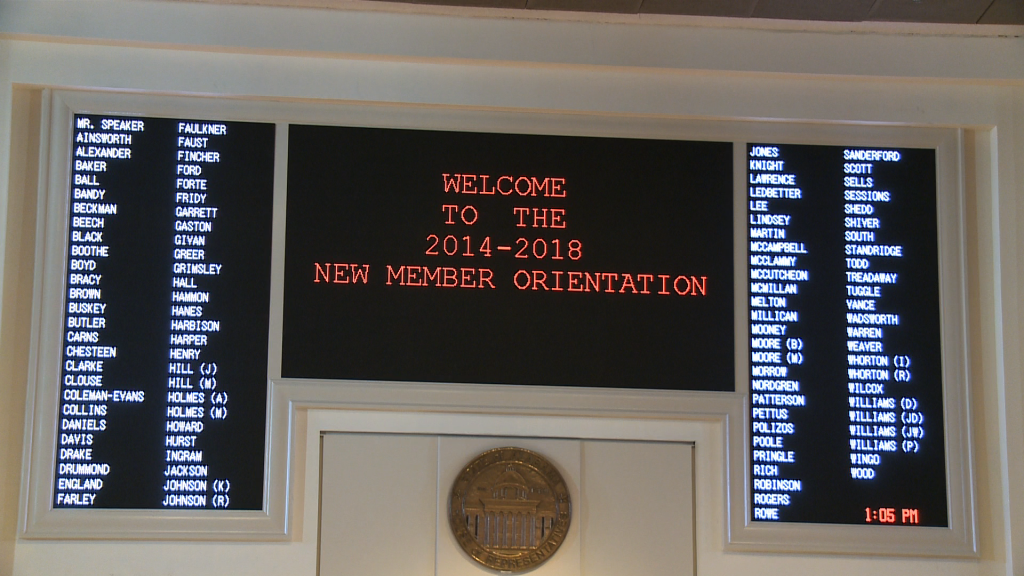 MR. SPEAKER
AINSWORTH
ALEXANDER
BAKER
BALL
BANDY
BECKMAN
BEECH
BLACK
BOOTHE
BOYD
BRACY
BROWN
BUSKEY
BUTLER
CARNS
CHESTEEN
CLARKE
CLOUSE
COLEMAN-EVANS
COLLINS
DANIELS
DAVIS
DRAKE
DRUMMOND
ENGLAND
FARLEY
FAULKNER
FAUST
FINCHER
FORD
FORTE
FRIDY
GARRETT
GASTON
GIVAN
GREER
GRIMSLEY
HALL
HAMMON
HANES
HARBISON
HARPER
HENRY
HILL (J)
HILL (M)
HOLMES (A)
HOLMES (M)
HOWARD
HURST
INGRAM
JACKSON
JOHNSON (K)
JOHNSON (R)
WELCOME
TO THE
2014-2018
NEW MEMBER ORIENTATION
JONES
KNIGHT
LAWRENCE
LEDBETTER
LEE
LINDSEY
MARTIN
MCCAMPBELL
MCCLAMMY
MCCUTCHEON
MCMILLAN
MELTON
MILLICAN
MOONEY
MOORE (B)
MOORE (M)
MORROW
NORDGREN
PATTERSON
PETTUS
POLIZOS
POOLE
PRINGLE
RICH
ROBINSON
ROGERS
ROWE
SANDERFORD
SCOTT
SELLS
SESSIONS
SHEDD
SHIVER
SOUTH
STANDRIDGE
TODD
TREADAWAY
TUGGLE
VANCE
WADSWORTH
WARREN
WEAVER
WHORTON (I)
WHORTON (R)
WILCOX
WILLIAMS (D)
WILLIAMS (JD)
WILLIAMS (JW)
WILLIAMS (P)
WINGO
WOOD
1:05 PM
REPRESENTATIVES